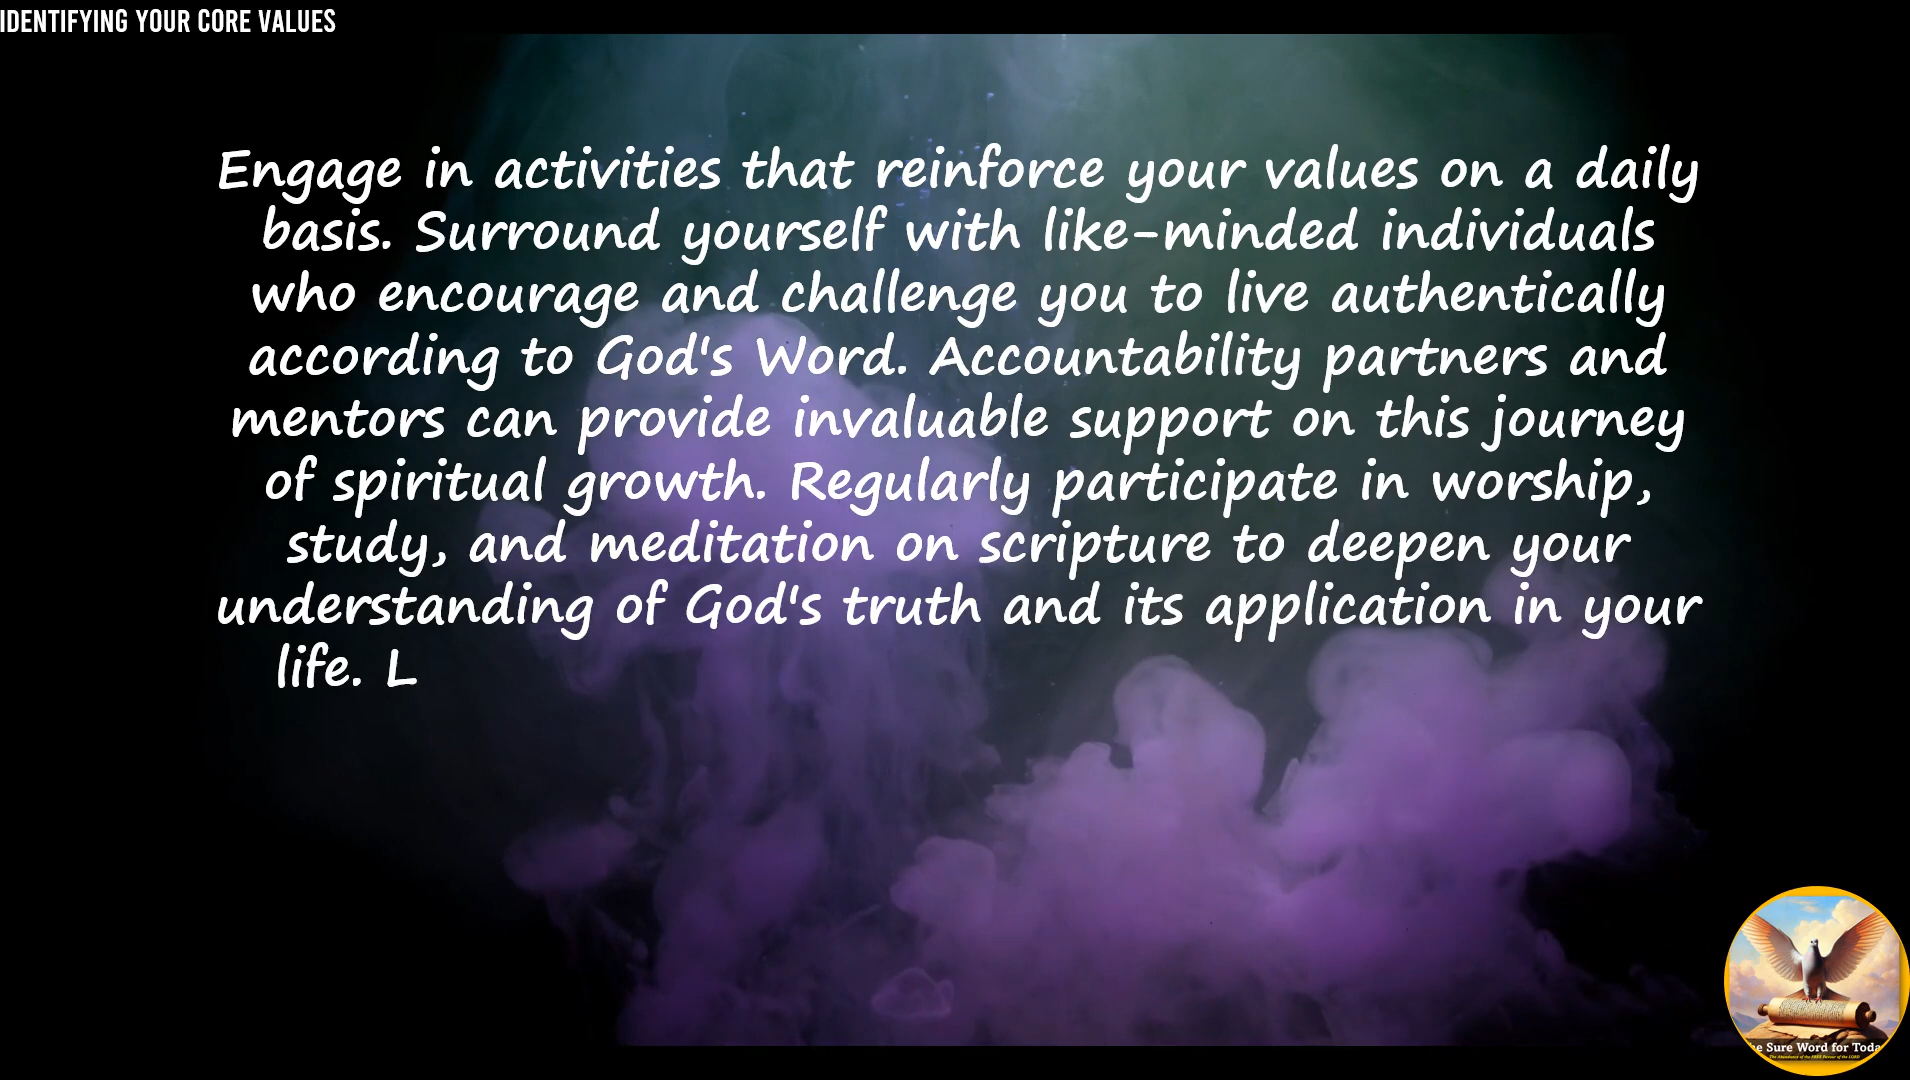 IDENTIFYING YOUR CORE VALUES
Engage in activities that reinforce your values on a daily
basis. Surround yourself with like-minded individuals
who encourage and challenge you to live authentically
according to God's Word. Accountability partners and
mentors can provide invaluable support on this journey
of spiritual growth. Regularly participate in worship,
study, and meditation on scripture to deepen your
understanding of God's truth and its application in your
life. L
Sure Word for